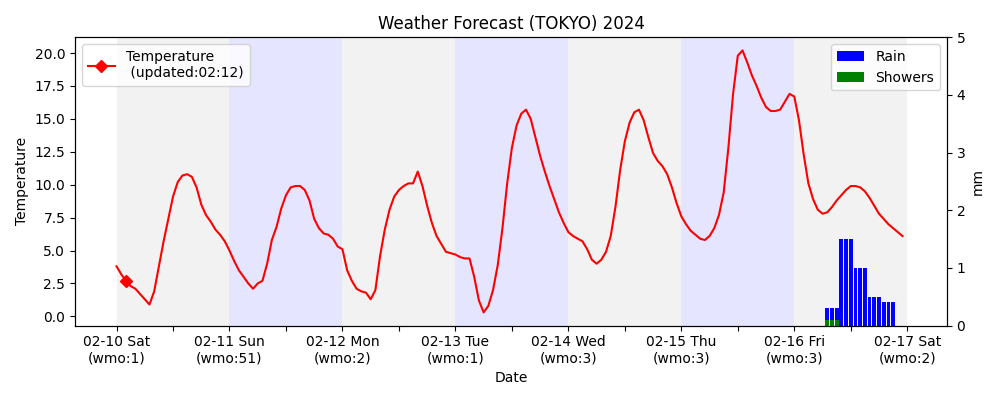 Weather Forecast (TOKYO) 2024
Temperature
(updated:02:12)
Rain
Showers
20.0
17.5
15.0
12.5
10.0
7.5
5.0
2.5
0.0
Temperature
5
4
3
2
1
0
mm
02-10 Sat
(wmo:1)
02-11 Sun
(wmo:51)
02-12 Mon
(wmo:2)
02-13 Tue
(wmo:1)
02-14 Wed
(wmo:3)
02-15 Thu
(wmo:3)
02-16 Fri
(wmo:3)
02-17 Sat
(wmo:2)
Date